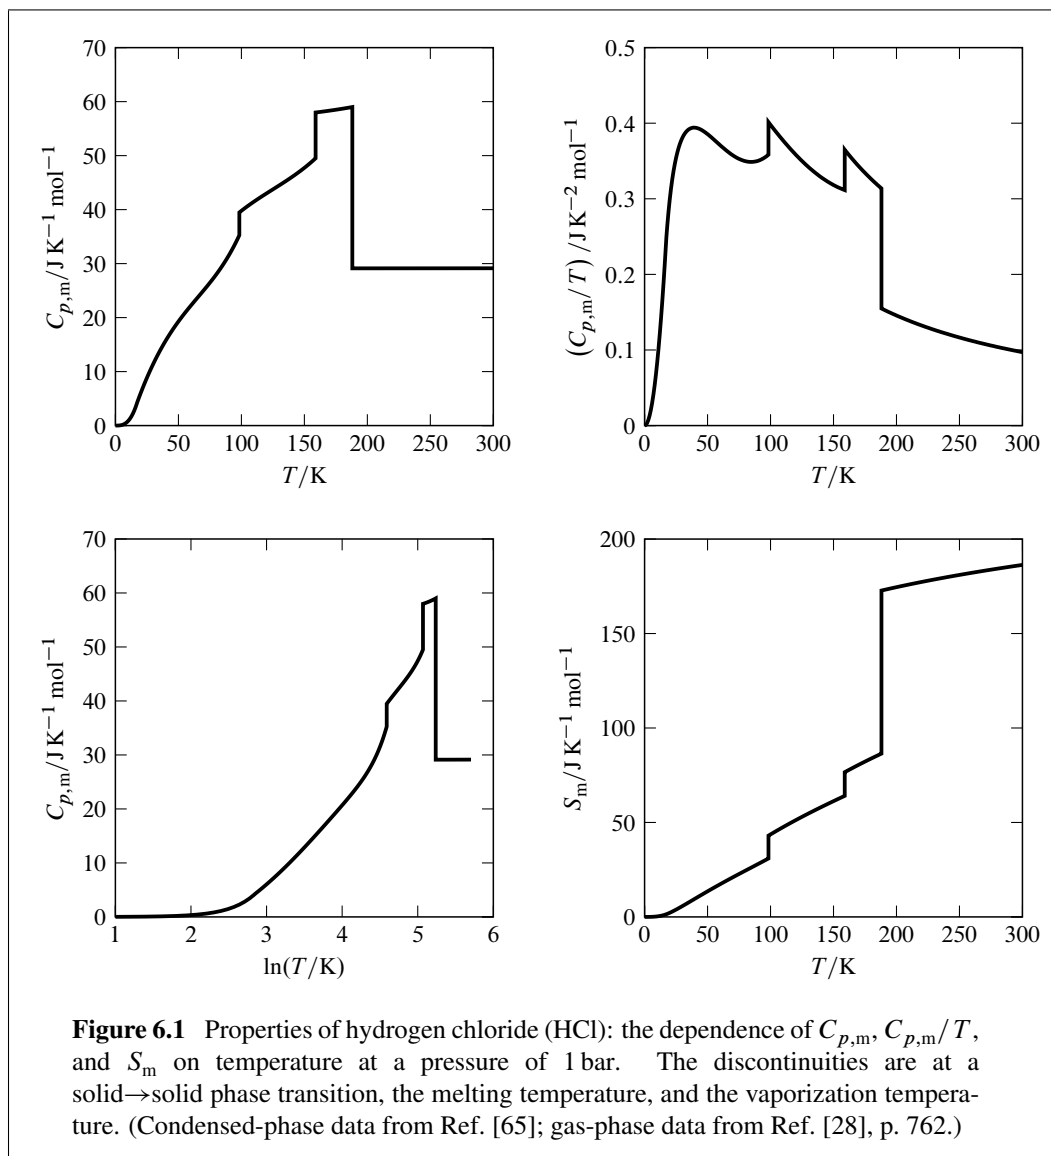 70
60
50
40
30
20
10
0
0 50 100 150 200 250 300
T/K
C_{p,m}/J K^{−1} mol^{−1}
0.5
0.4
0.3
0.2
0.1
0.0
0 50 100 150 200 250 300
T/K
(C_{p,m}/T)/J K^{−2} mol^{−1}
70
60
50
40
30
20
10
0
1 2 3 4 5 6
ln(T/K)
C_{p,m}/J K^{−1} mol^{−1}
200
150
100
50
0
0 50 100 150 200 250 300
T/K
S_m/J K^{−1} mol^{−1}
Figure 6.1 Properties of hydrogen chloride (HCl): the dependence of C_{p,m}, C_{p,m}/T,
and S_m on temperature at a pressure of 1 bar. The discontinuities are at a
solid→solid phase transition, the melting temperature, and the vaporization tempera-
ture. (Condensed-phase data from Ref. [65]; gas-phase data from Ref. [28], p. 762.)